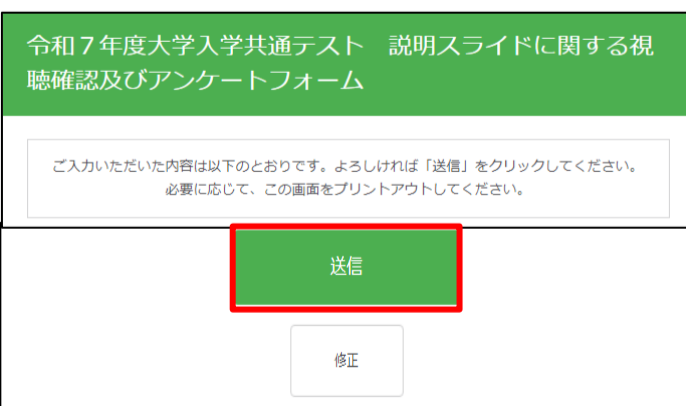 令和７年度大学入学共通テスト　説明スライドに関する視
聴確認及びアンケートフォーム
ご入力いただいた内容は以下のとおりです。よろしければ「送信」をクリックしてください。
必要に応じて、この画面をプリントアウトしてください。
送信
修正